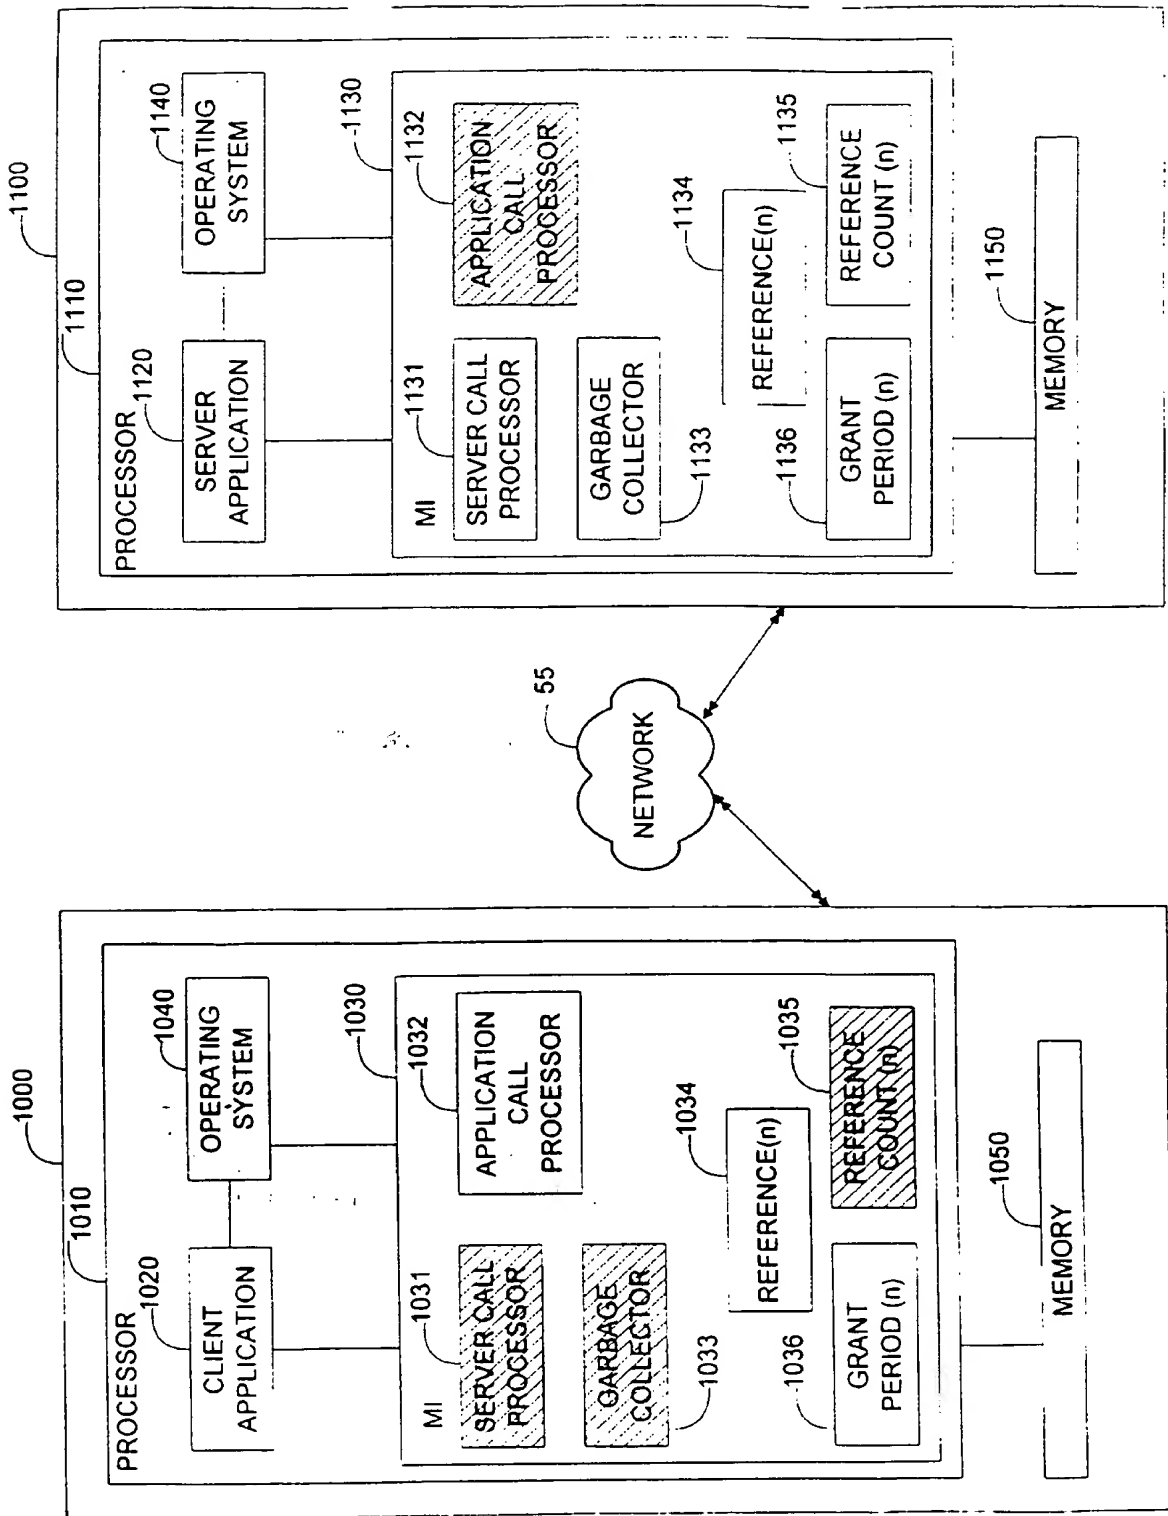 1000
1010
PROCESSOR
1020
CLIENT
APPLICATION
1040
OPERATING
SYSTEM
1030
MI
1031
SERVER CALL
PROCESSOR
1032
APPLICATION
CALL
PROCESSOR
GARBAGE
COLLECTOR
1033
1034
REFERENCE(n)
1035
REFERENCE
COUNT (n)
1036
GRANT
PERIOD (n)
1050
MEMORY
55
NETWORK
1100
1110
PROCESSOR
1120
SERVER
APPLICATION
1140
OPERATING
SYSTEM
1130
MI
1131
SERVER CALL
PROCESSOR
1132
APPLICATION
CALL
PROCESSOR
GARBAGE
COLLECTOR
1133
1134
REFERENCE(n)
1135
REFERENCE
COUNT (n)
1136
GRANT
PERIOD (n)
1150
MEMORY